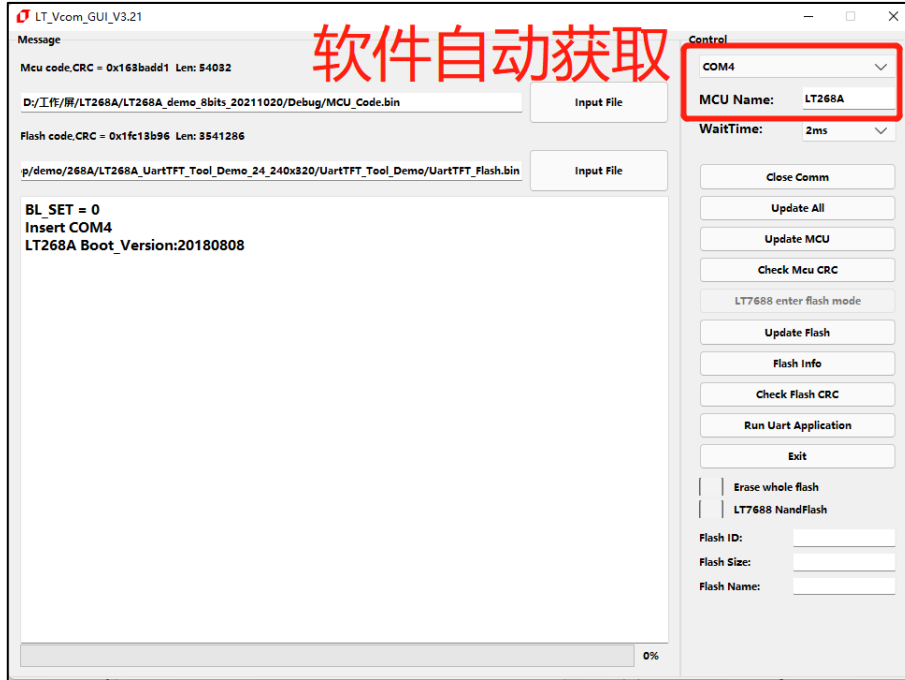 LT_Vcom_GUI_V3.21
软件自动获取
Message
Mcu code,CRC = 0x163badd1 Len: 54032
D:/工作/屏/LT268A/LT268A_demo_8bits_20211020/Debug/MCU_Code.bin
Input File
Flash code,CRC = 0x1fc13b96 Len: 3541286
p/demo/268A/LT268A_UartTFT_Tool_Demo_24_240x320/UartTFT_Tool_Demo/UartTFT_Flash.bin
Input File
BL_SET = 0
Insert COM4
LT268A Boot_Version:20180808
0%
Control
COM4
MCU Name: LT268A
WaitTime: 2ms
Close Comm
Update All
Update MCU
Check Mcu CRC
LT7688 enter flash mode
Update Flash
Flash Info
Check Flash CRC
Run Uart Application
Exit
Erase whole flash
LT7688 NandFlash
Flash ID:
Flash Size:
Flash Name: